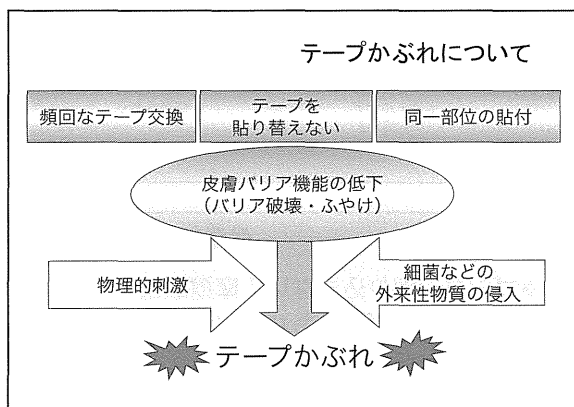 テープかぶれについて
頻回なテープ交換
テープを
貼り替えない
同一部位の貼付
皮膚バリア機能の低下
（バリア破壊・ふやけ）
物理的刺激
細菌などの
外来性物質の侵入
テープかぶれ